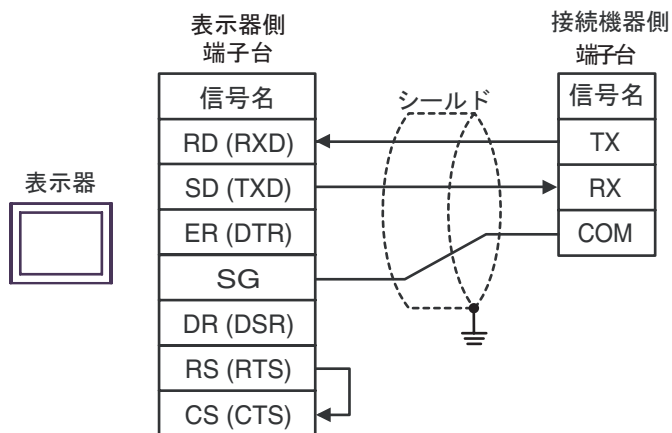 表示器側
端子台
接続機器側
端子台
信号名
シールド
信号名
RD (RXD)
TX
表示器
SD (TXD)
RX
ER (DTR)
COM
SG
DR (DSR)
RS (RTS)
CS (CTS)